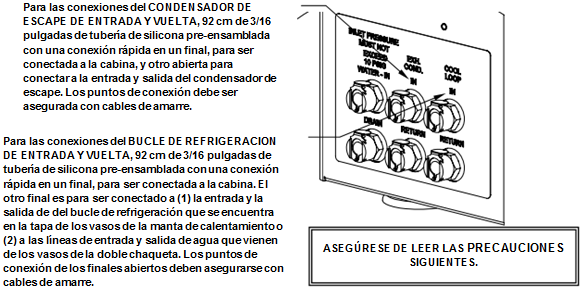 Para las conexiones del CONDENSADOR DE
ESCAPE DE ENTRADA Y VUELTA, 92 cm de 3/16
pulgadas de tubería de silicona pre-ensamblada
con una conexión rápida en un final, para ser
conectada a la cabina, y otro abierta para
conectar a la entrada y salida del condensador de
escape. Los puntos de conexión debe ser
asegurada con cables de amarre.
Para las conexiones del BUCLE DE REFRIGERACION
DE ENTRADA Y VUELTA, 92 cm de 3/16 pulgadas de
tubería de silicona pre-ensamblada con una conexión
rápida en un final, para ser conectada a la cabina. El
otro final es para ser conectado a (1) la entrada y la
salida de del bucle de refrigeración que se encuentra
en la tapa de los vasos de la manta de calentamiento o
(2) a las líneas de entrada y salida de agua que vienen
de los vasos de la doble chaqueta. Los puntos de
conexión de los finales abiertos deben asegurarse con
cables de amarre.
INLET PRESSURE
MUST NOT
EXCEED
10 PSIG
WATER - IN
EXH.
COND.
IN
COOL
LOOP
IN
DRAIN
RETURN
RETURN
ASEGÚRESE DE LEER LAS PRECAUCIONES
SIGUIENTES.